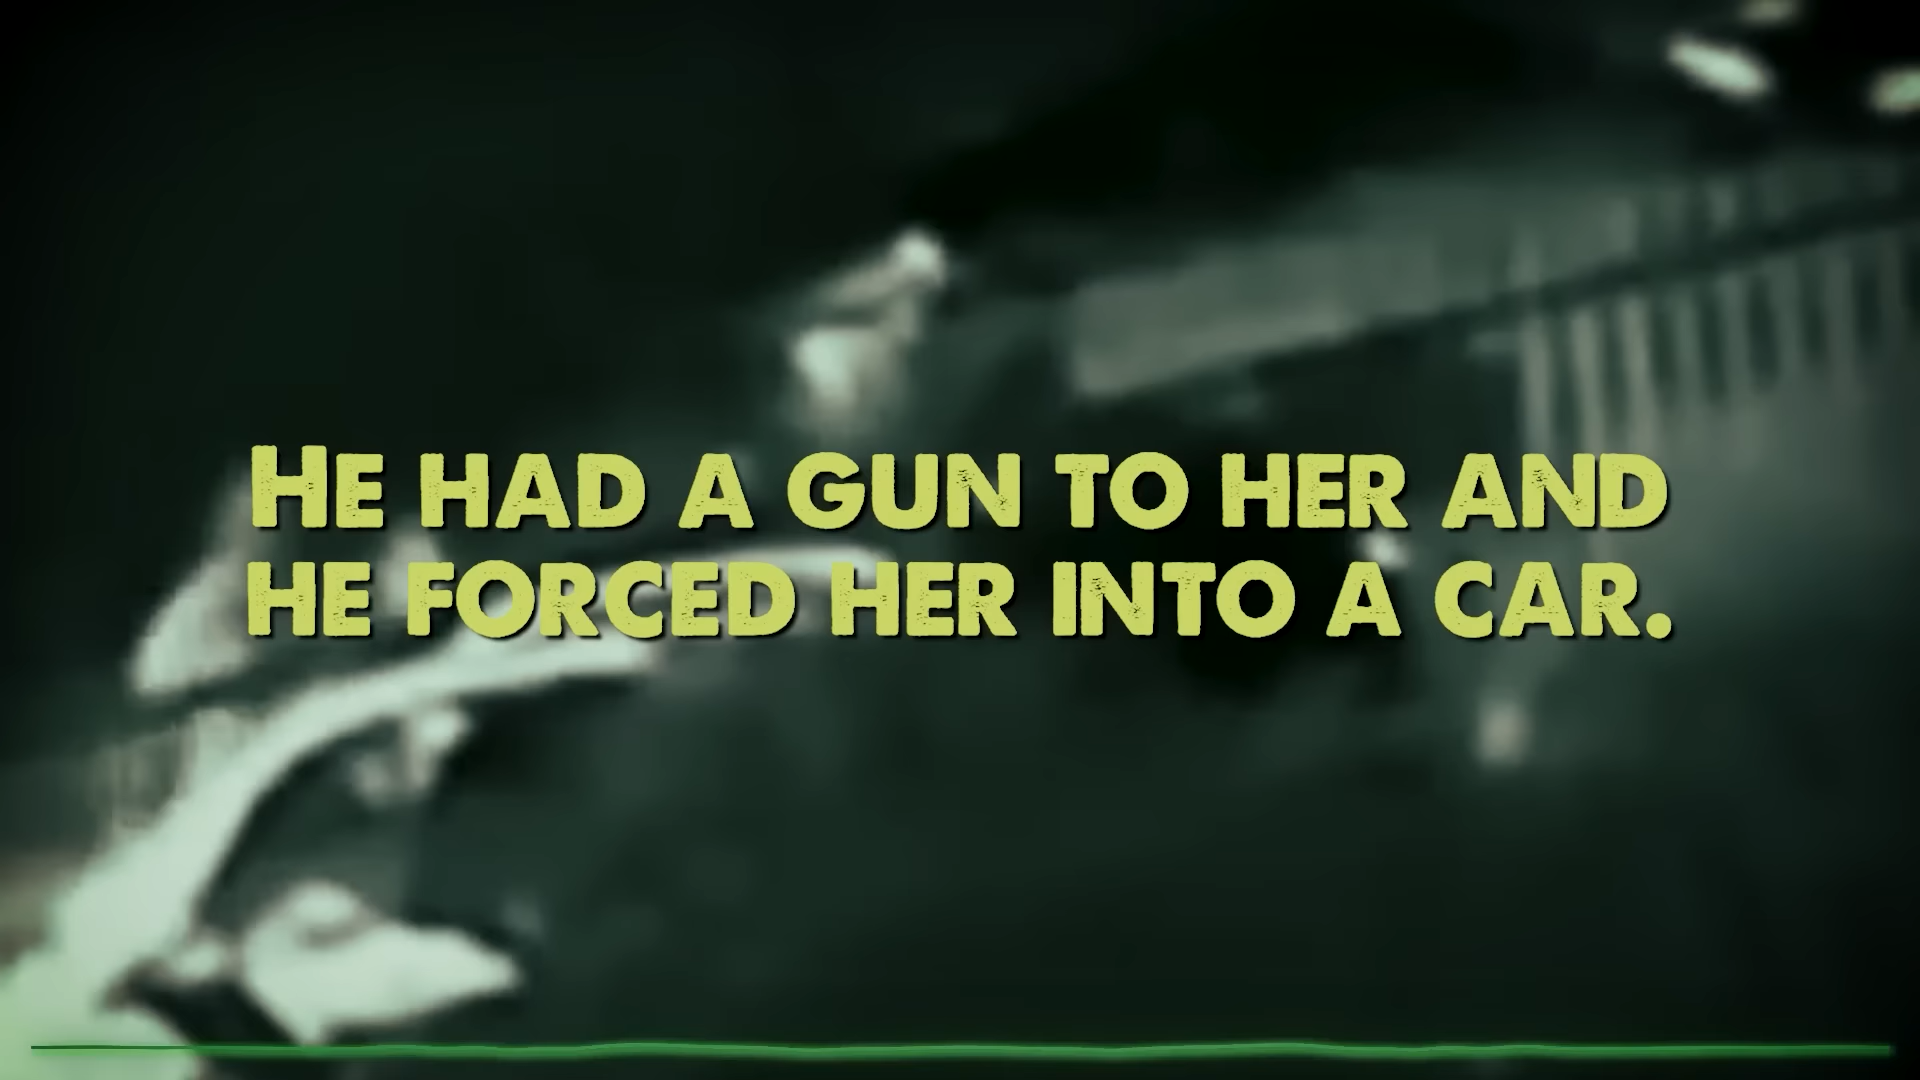 HE HAD A GUN TO HER AND
HE FORCED HER INTO A CAR.